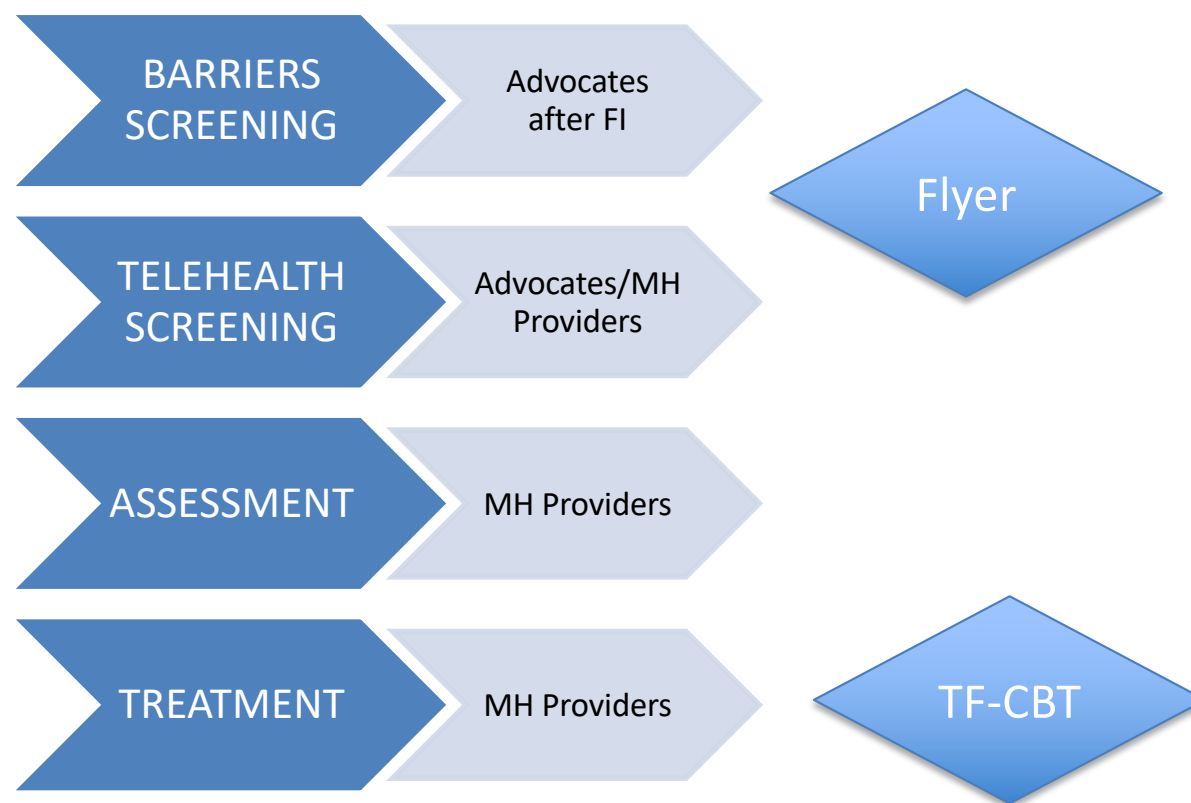 BARRIERS
SCREENING
Advocates
after FI
Flyer
TELEHEALTH
SCREENING
Advocates/MH
Providers
ASSESSMENT
MH Providers
TREATMENT
MH Providers
TF-CBT